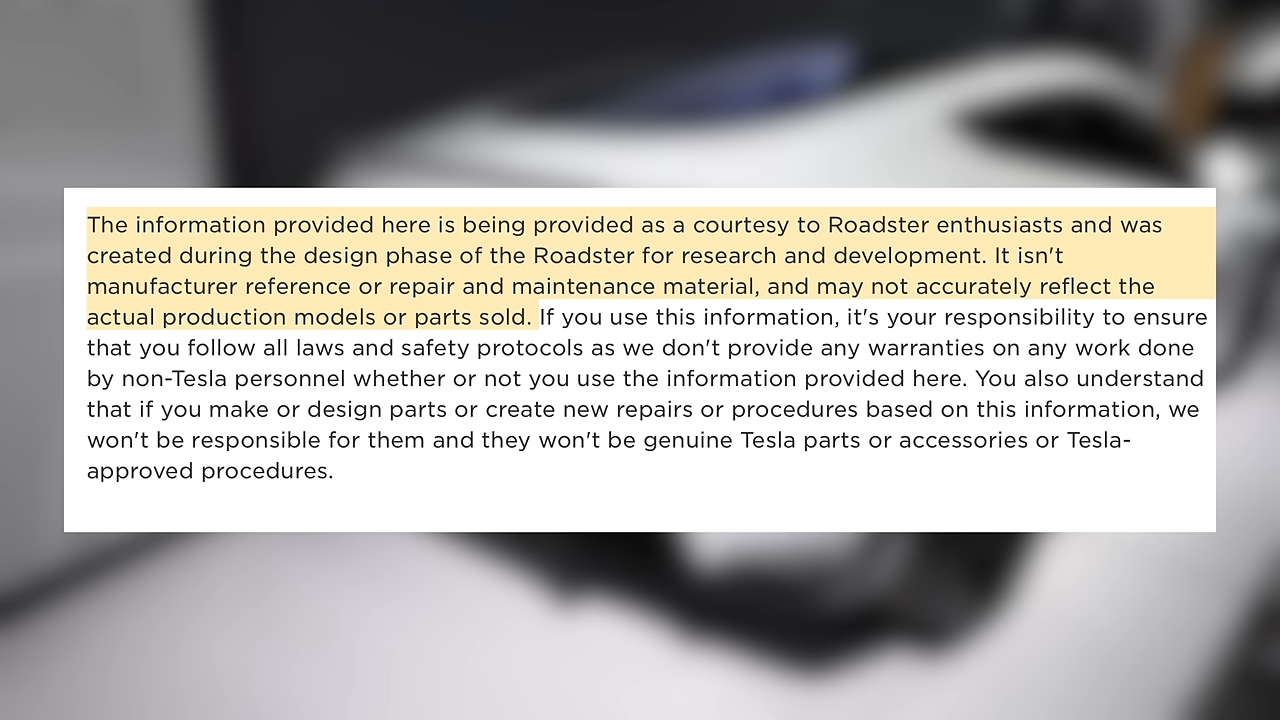 The information provided here is being provided as a courtesy to Roadster enthusiasts and was
created during the design phase of the Roadster for research and development. It isn't
manufacturer reference or repair and maintenance material, and may not accurately reflect the
actual production models or parts sold. If you use this information, it's your responsibility to ensure
that you follow all laws and safety protocols as we don't provide any warranties on any work done
by non-Tesla personnel whether or not you use the information provided here. You also understand
that if you make or design parts or create new repairs or procedures based on this information, we
won't be responsible for them and they won't be genuine Tesla parts or accessories or Tesla-
approved procedures.